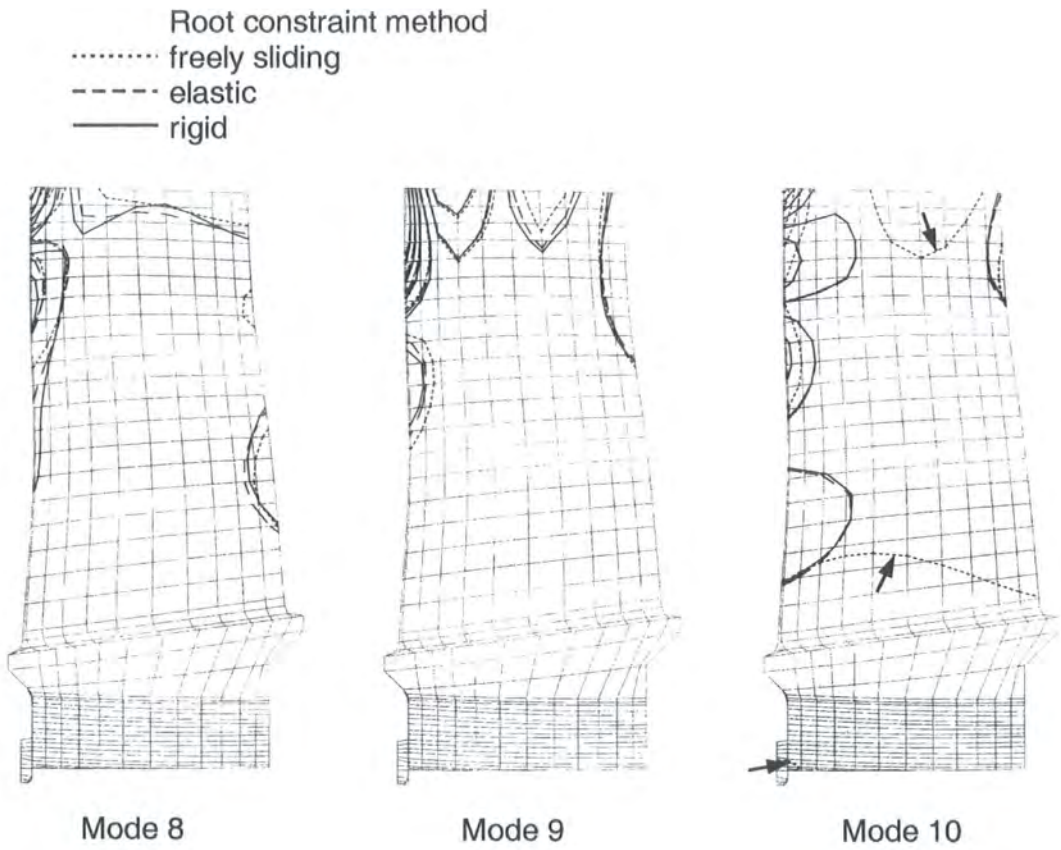 Root constraint method
freely sliding
elastic
rigid
Mode 8
Mode 9
Mode 10